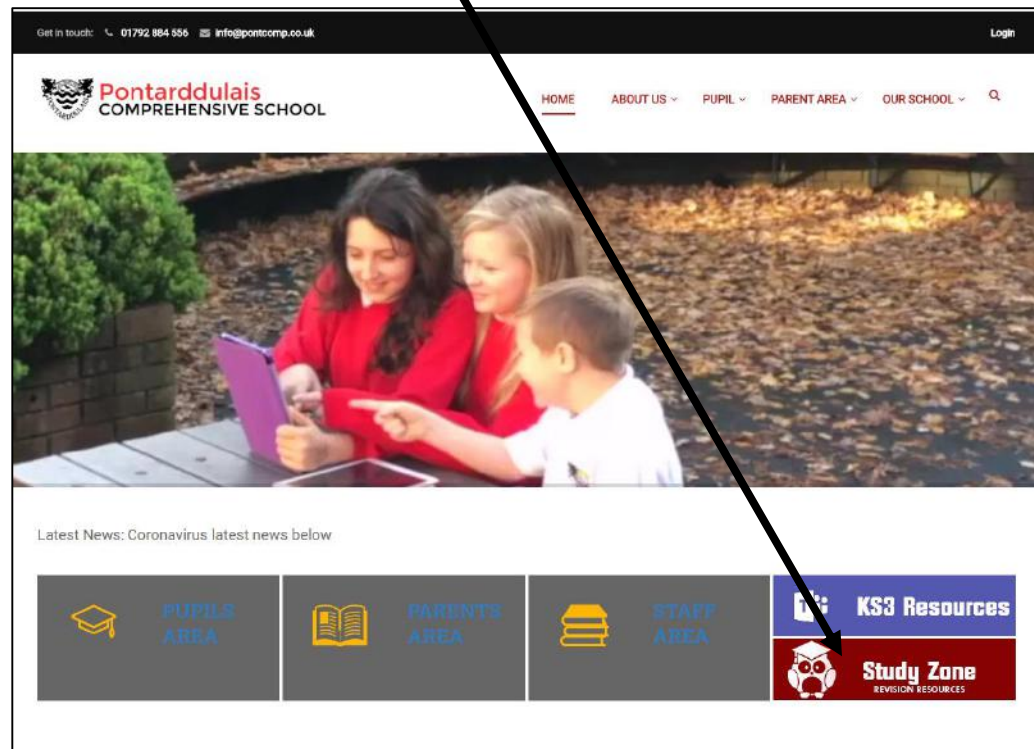 Get in touch: 01792 884 556 info@pontcomp.co.uk Login
Pontarddulais
COMPREHENSIVE SCHOOL
HOME ABOUT US PUPIL PARENT AREA OUR SCHOOL
Latest News: Coronavirus latest news below
PUPILS
AREA
PARENTS
AREA
STAFF
AREA
KS3 Resources
Study Zone
REVISION RESOURCES